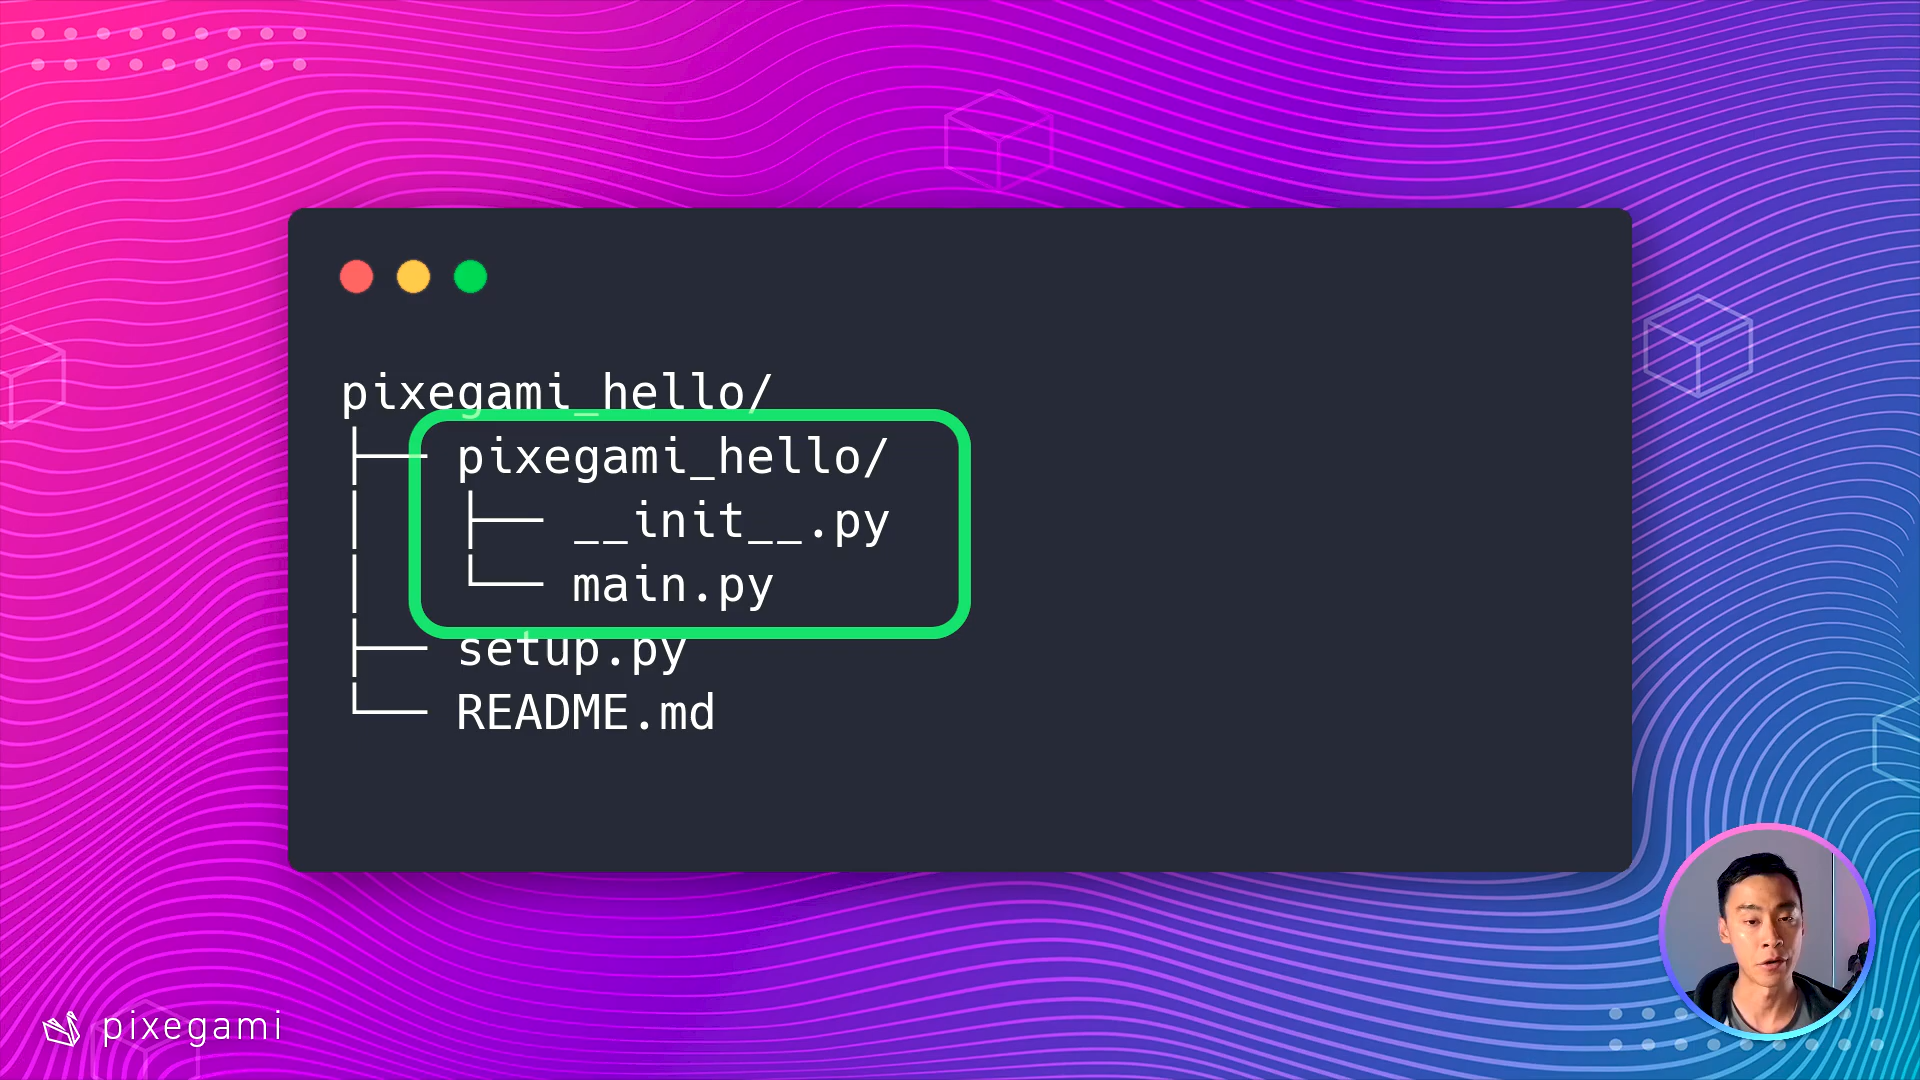 pixegami_hello/
├── pixegami_hello/
│   ├── __init__.py
│   └── main.py
├── setup.py
└── README.md
pixegami